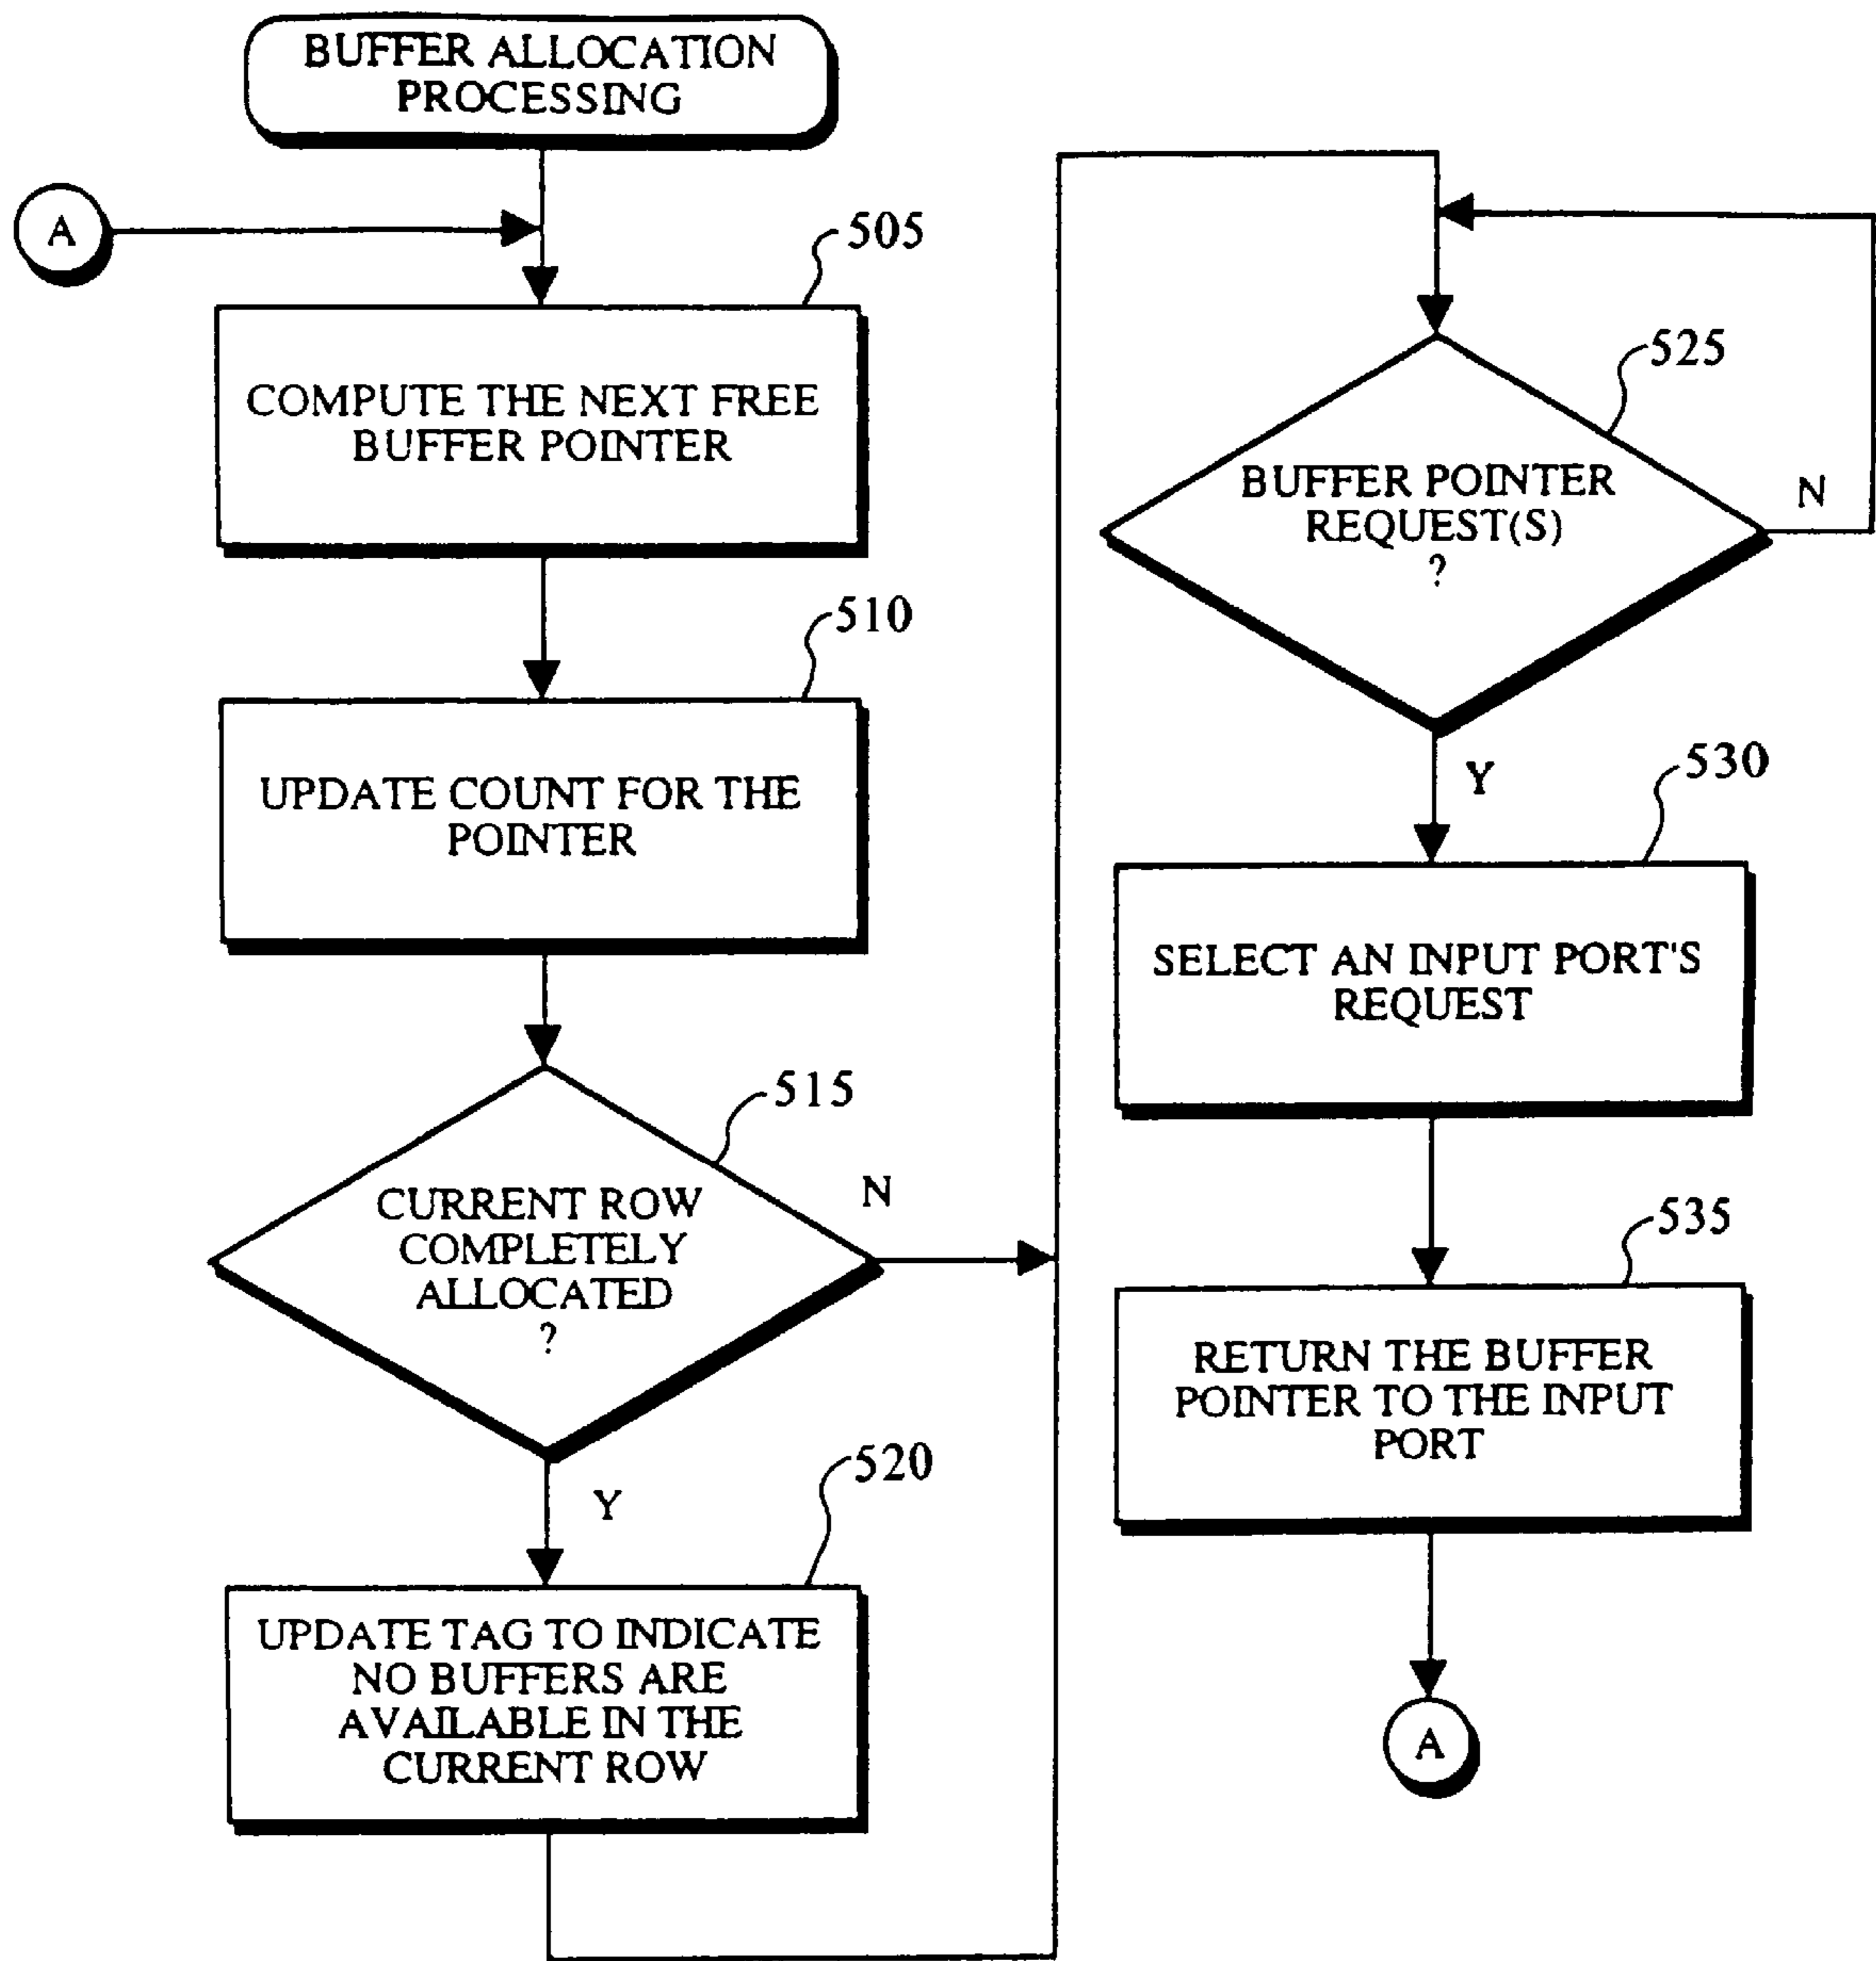 BUFFER ALLOCATION
PROCESSING
A
505
COMPUTE THE NEXT FREE
BUFFER POINTER
510
UPDATE COUNT FOR THE
POINTER
515
CURRENT ROW
COMPLETELY
ALLOCATED
?
N
Y
520
UPDATE TAG TO INDICATE
NO BUFFERS ARE
AVAILABLE IN THE
CURRENT ROW
525
BUFFER POINTER
REQUEST(S)
?
N
Y
530
SELECT AN INPUT PORT'S
REQUEST
535
RETURN THE BUFFER
POINTER TO THE INPUT
PORT
A